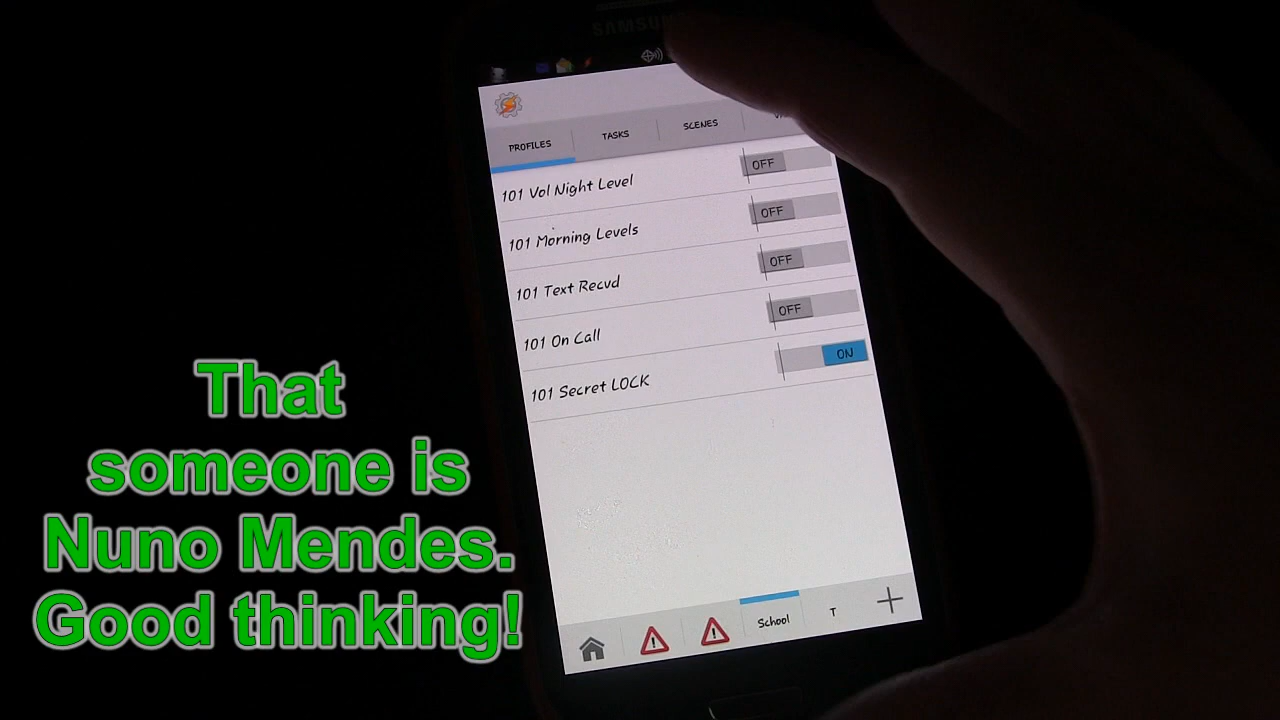 SAMSUNG
PROFILES
TASKS
SCENES
101 Vol Night Level
OFF
101 Morning Levels
OFF
101 Text Recvd
OFF
101 On Call
OFF
101 Secret LOCK
ON
School
T
That
someone is
Nuno Mendes.
Good thinking!